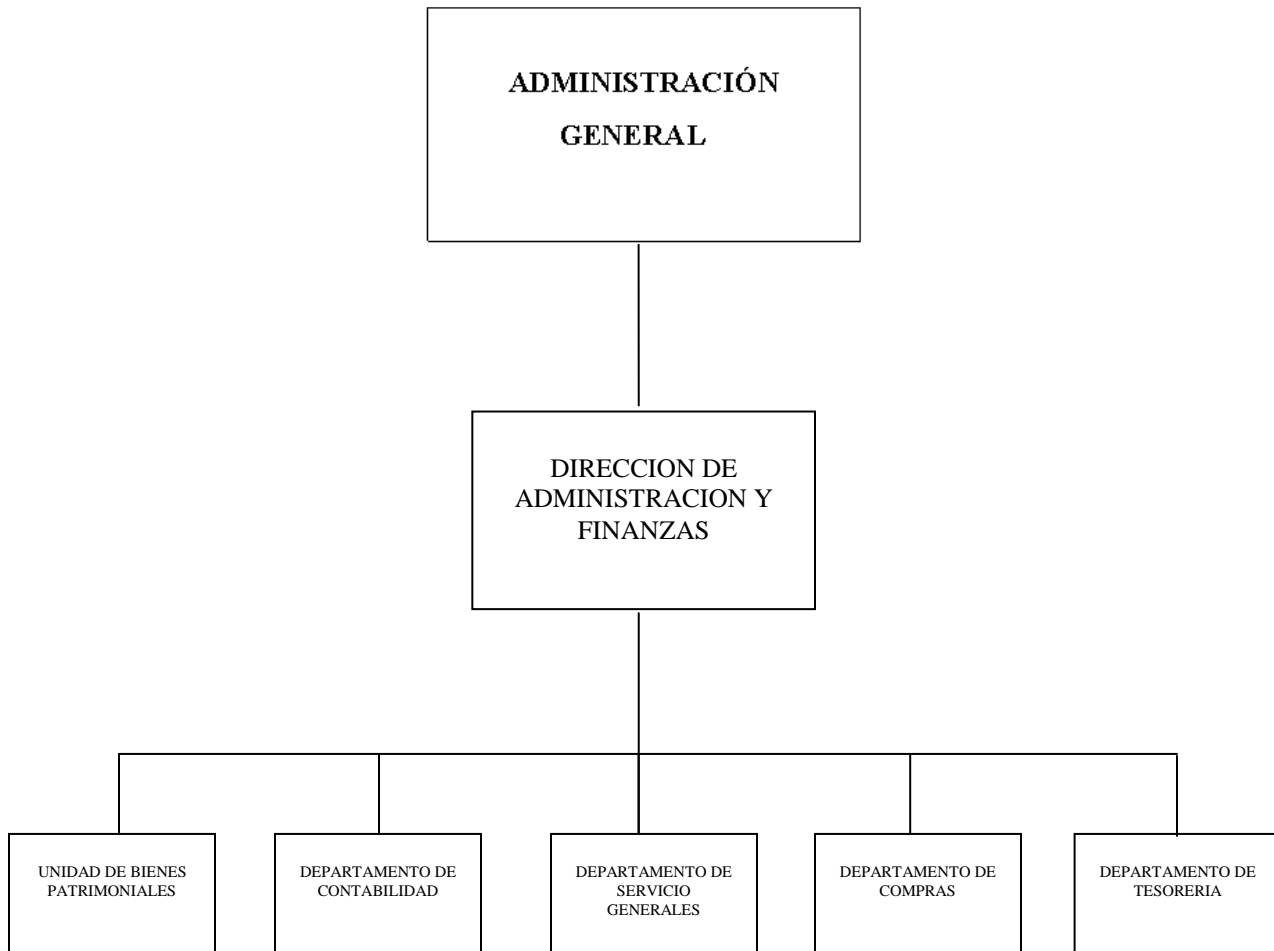 ADMINISTRACIÓN
GENERAL
DIRECCION DE
ADMINISTRACION Y
FINANZAS
UNIDAD DE BIENES
PATRIMONIALES
DEPARTAMENTO DE
CONTABILIDAD
DEPARTAMENTO DE
SERVICIO
GENERALES
DEPARTAMENTO DE
COMPRAS
DEPARTAMENTO DE
TESORERIA